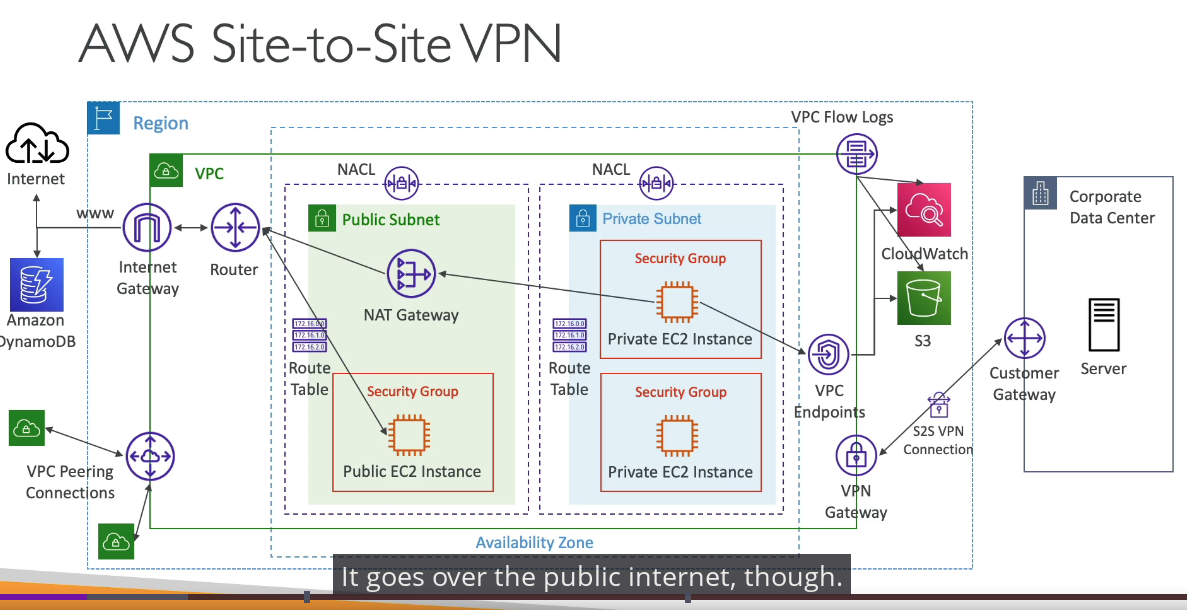 AWS Site-to-Site VPN
Region
VPC Flow Logs
Internet
VPC
NACL
NACL
Corporate
Data Center
www
Public Subnet
Private Subnet
Internet
Gateway
Router
NAT Gateway
Security Group
Private EC2 Instance
CloudWatch
S3
Amazon
DynamoDB
172.16.0.0
172.16.1.0
172.16.2.0
Route
Table
172.16.0.0
172.16.1.0
172.16.2.0
Route
Table
VPC
Endpoints
Customer
Gateway
Server
Security Group
Public EC2 Instance
Security Group
Private EC2 Instance
S2S VPN
Connection
VPN
Gateway
VPC Peering
Connections
Availability Zone
It goes over the public internet, though.